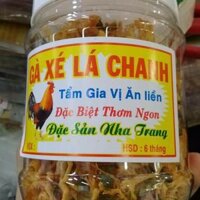 GÀ XÉ LÁ CHANH
Tẩm Gia Vị Ăn liền
Đặc Biệt Thơm Ngon
Đặc Sản Nha Trang
HSD : 6 tháng